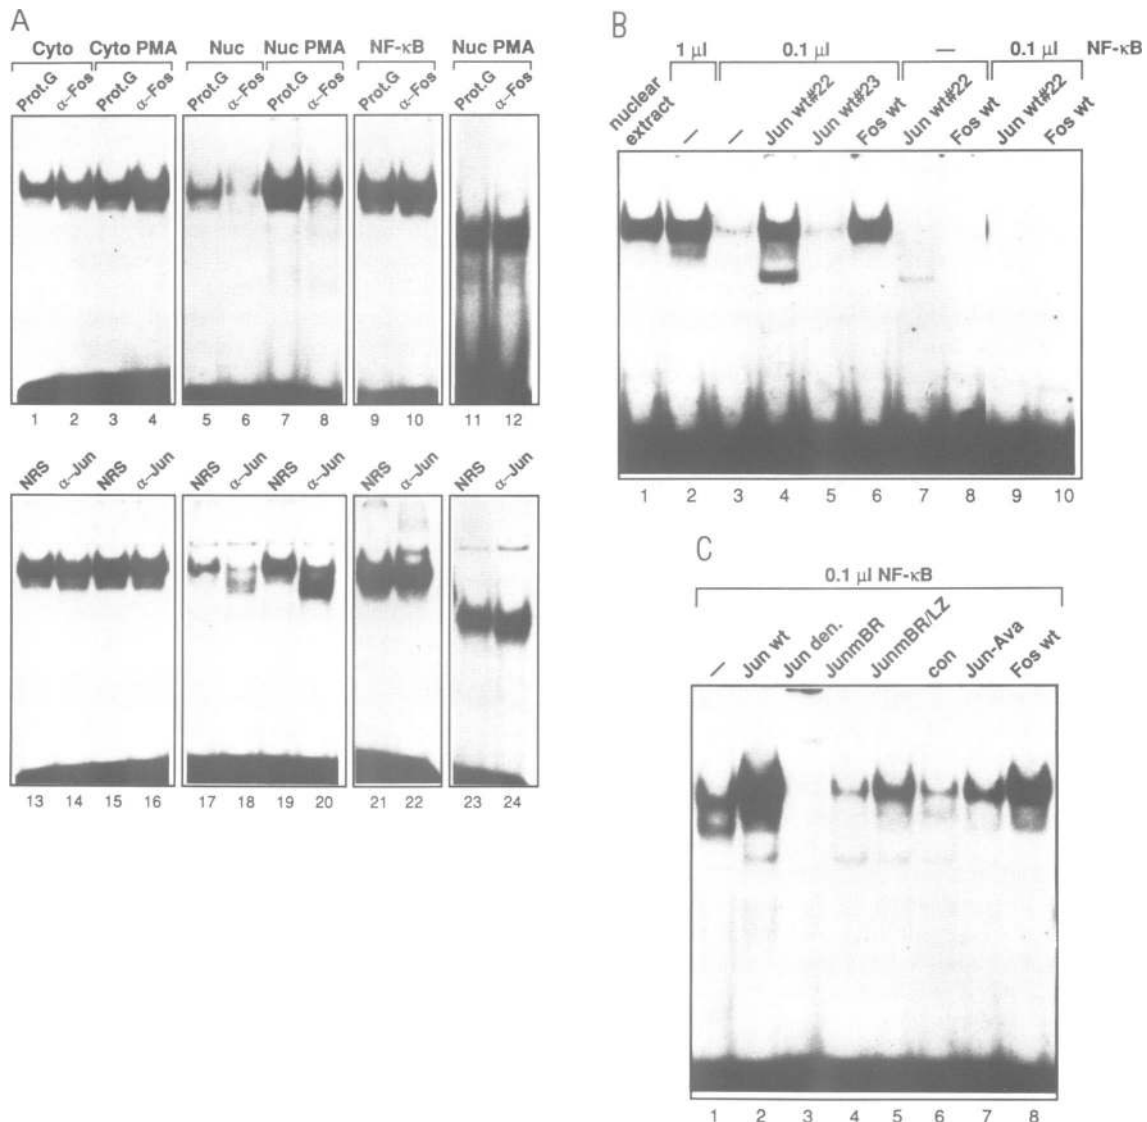 A
Cyto Cyto PMA Nuc Nuc PMA NF-κB Nuc PMA
Prot.G α-Fos Prot.G α-Fos Prot.G α-Fos Prot.G α-Fos Prot.G α-Fos Prot.G α-Fos
1 2 3 4 5 6 7 8 9 10 11 12
NRS α-Jun NRS α-Jun NRS α-Jun NRS α-Jun NRS α-Jun NRS α-Jun
13 14 15 16 17 18 19 20 21 22 23 24
B
1 μl 0.1 μl — 0.1 μl NF-κB
nuclear extract — — Jun wt#22 Jun wt#23 Fos wt Jun wt#22 Fos wt Jun wt#22 Fos wt
1 2 3 4 5 6 7 8 9 10
C
0.1 μl NF-κB
— Jun wt Jun den. JunmBR JunmBR/LZ con Jun-Ava Fos wt
1 2 3 4 5 6 7 8